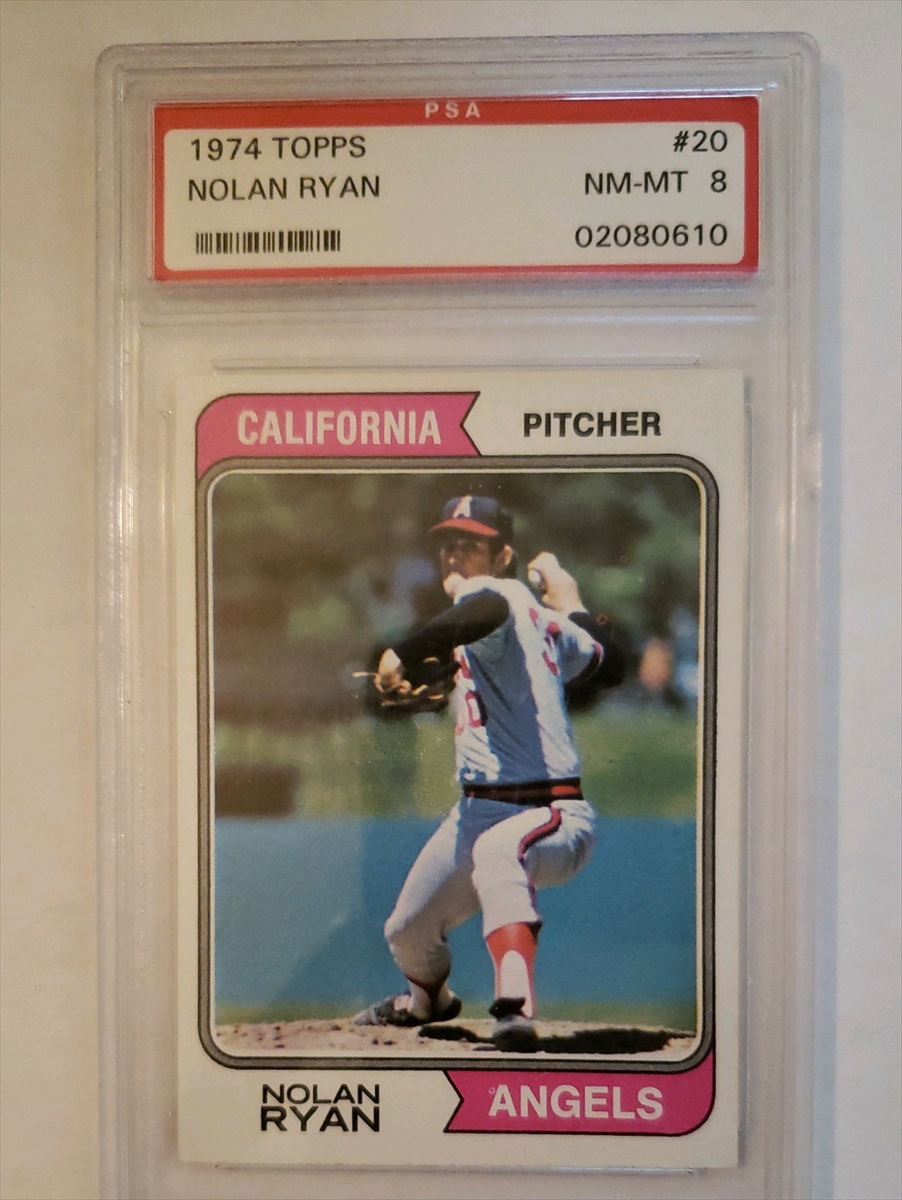 PSA
1974 TOPPS #20
NOLAN RYAN NM-MT 8
02080610
CALIFORNIA PITCHER
A
NOLAN
RYAN
ANGELS